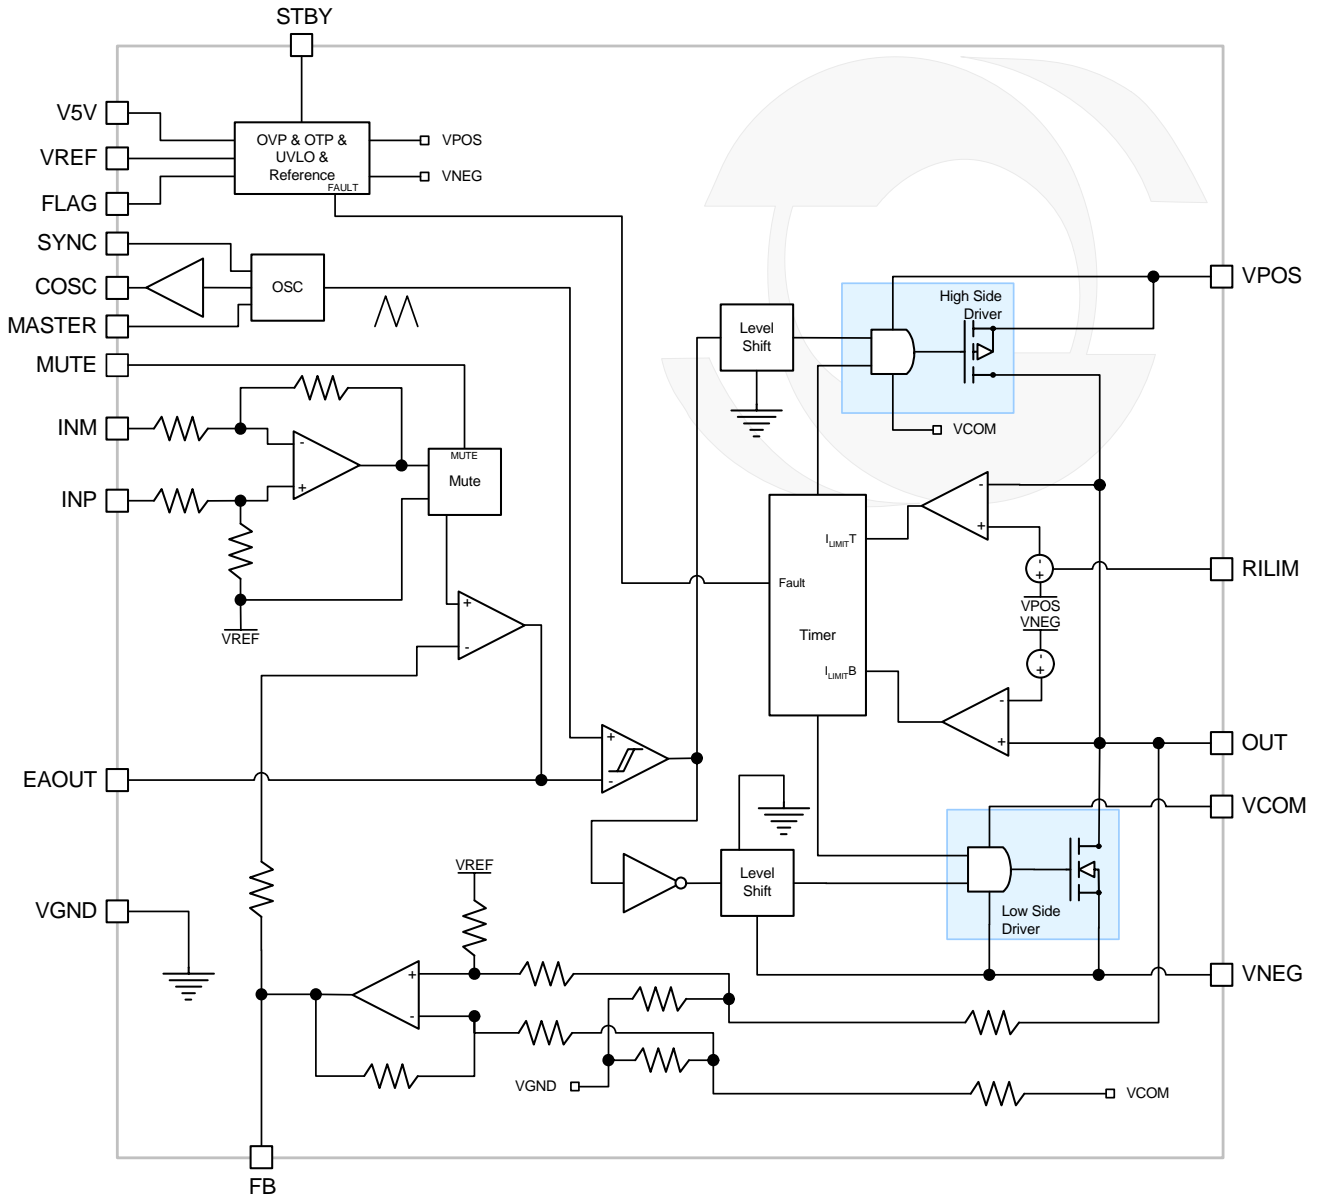 STBY
V5V
VREF
FLAG
SYNC
COSC
MASTER
MUTE
INM
INP
EAOUT
VGND
FB
OVP & OTP &
UVLO &
Reference
FAULT
VPOS
VNEG
OSC
MUTE
Mute
-
+
VREF
+
-
+
-
Level
Shift
High Side
Driver
VCOM
VPOS
ILIMITT
Fault
Timer
ILIMITB
-
+
-
+
VPOS
VNEG
-
+
-
+
RILIM
OUT
VCOM
Level
Shift
Low Side
Driver
VNEG
VREF
+
-
VGND
VCOM